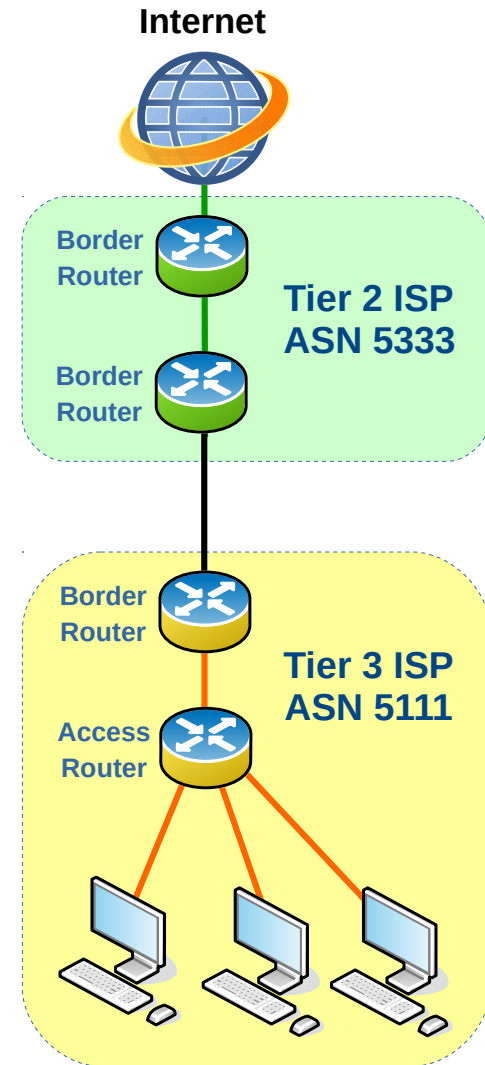 Internet
Border
Router
Tier 2 ISP
ASN 5333
Border
Router
Border
Router
Tier 3 ISP
ASN 5111
Access
Router